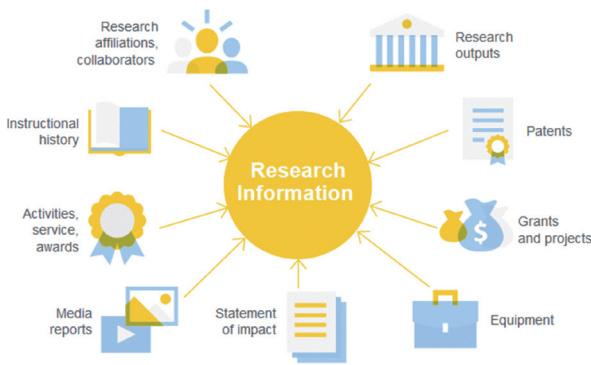 Research
affiliations,
collaborators
Research
outputs
Instructional
history
Patents
Research
Information
Activities,
service,
awards
$
Grants
and projects
Media
reports
Statement
of impact
Equipment